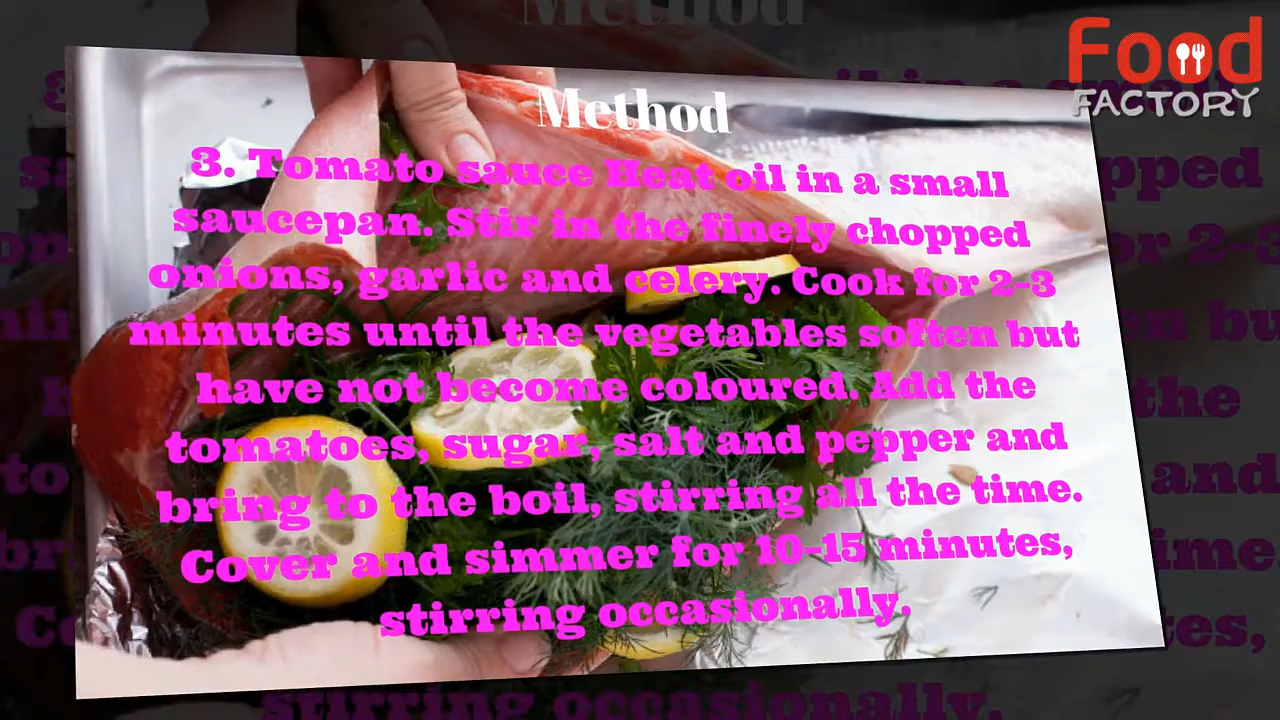 Food
FACTORY
Method
3. Tomato sauce Heat oil in a small
saucepan. Stir in the finely chopped
onions, garlic and celery. Cook for 2-3
minutes until the vegetables soften but
have not become coloured. Add the
tomatoes, sugar, salt and pepper and
bring to the boil, stirring all the time.
Cover and simmer for 10-15 minutes,
stirring occasionally.